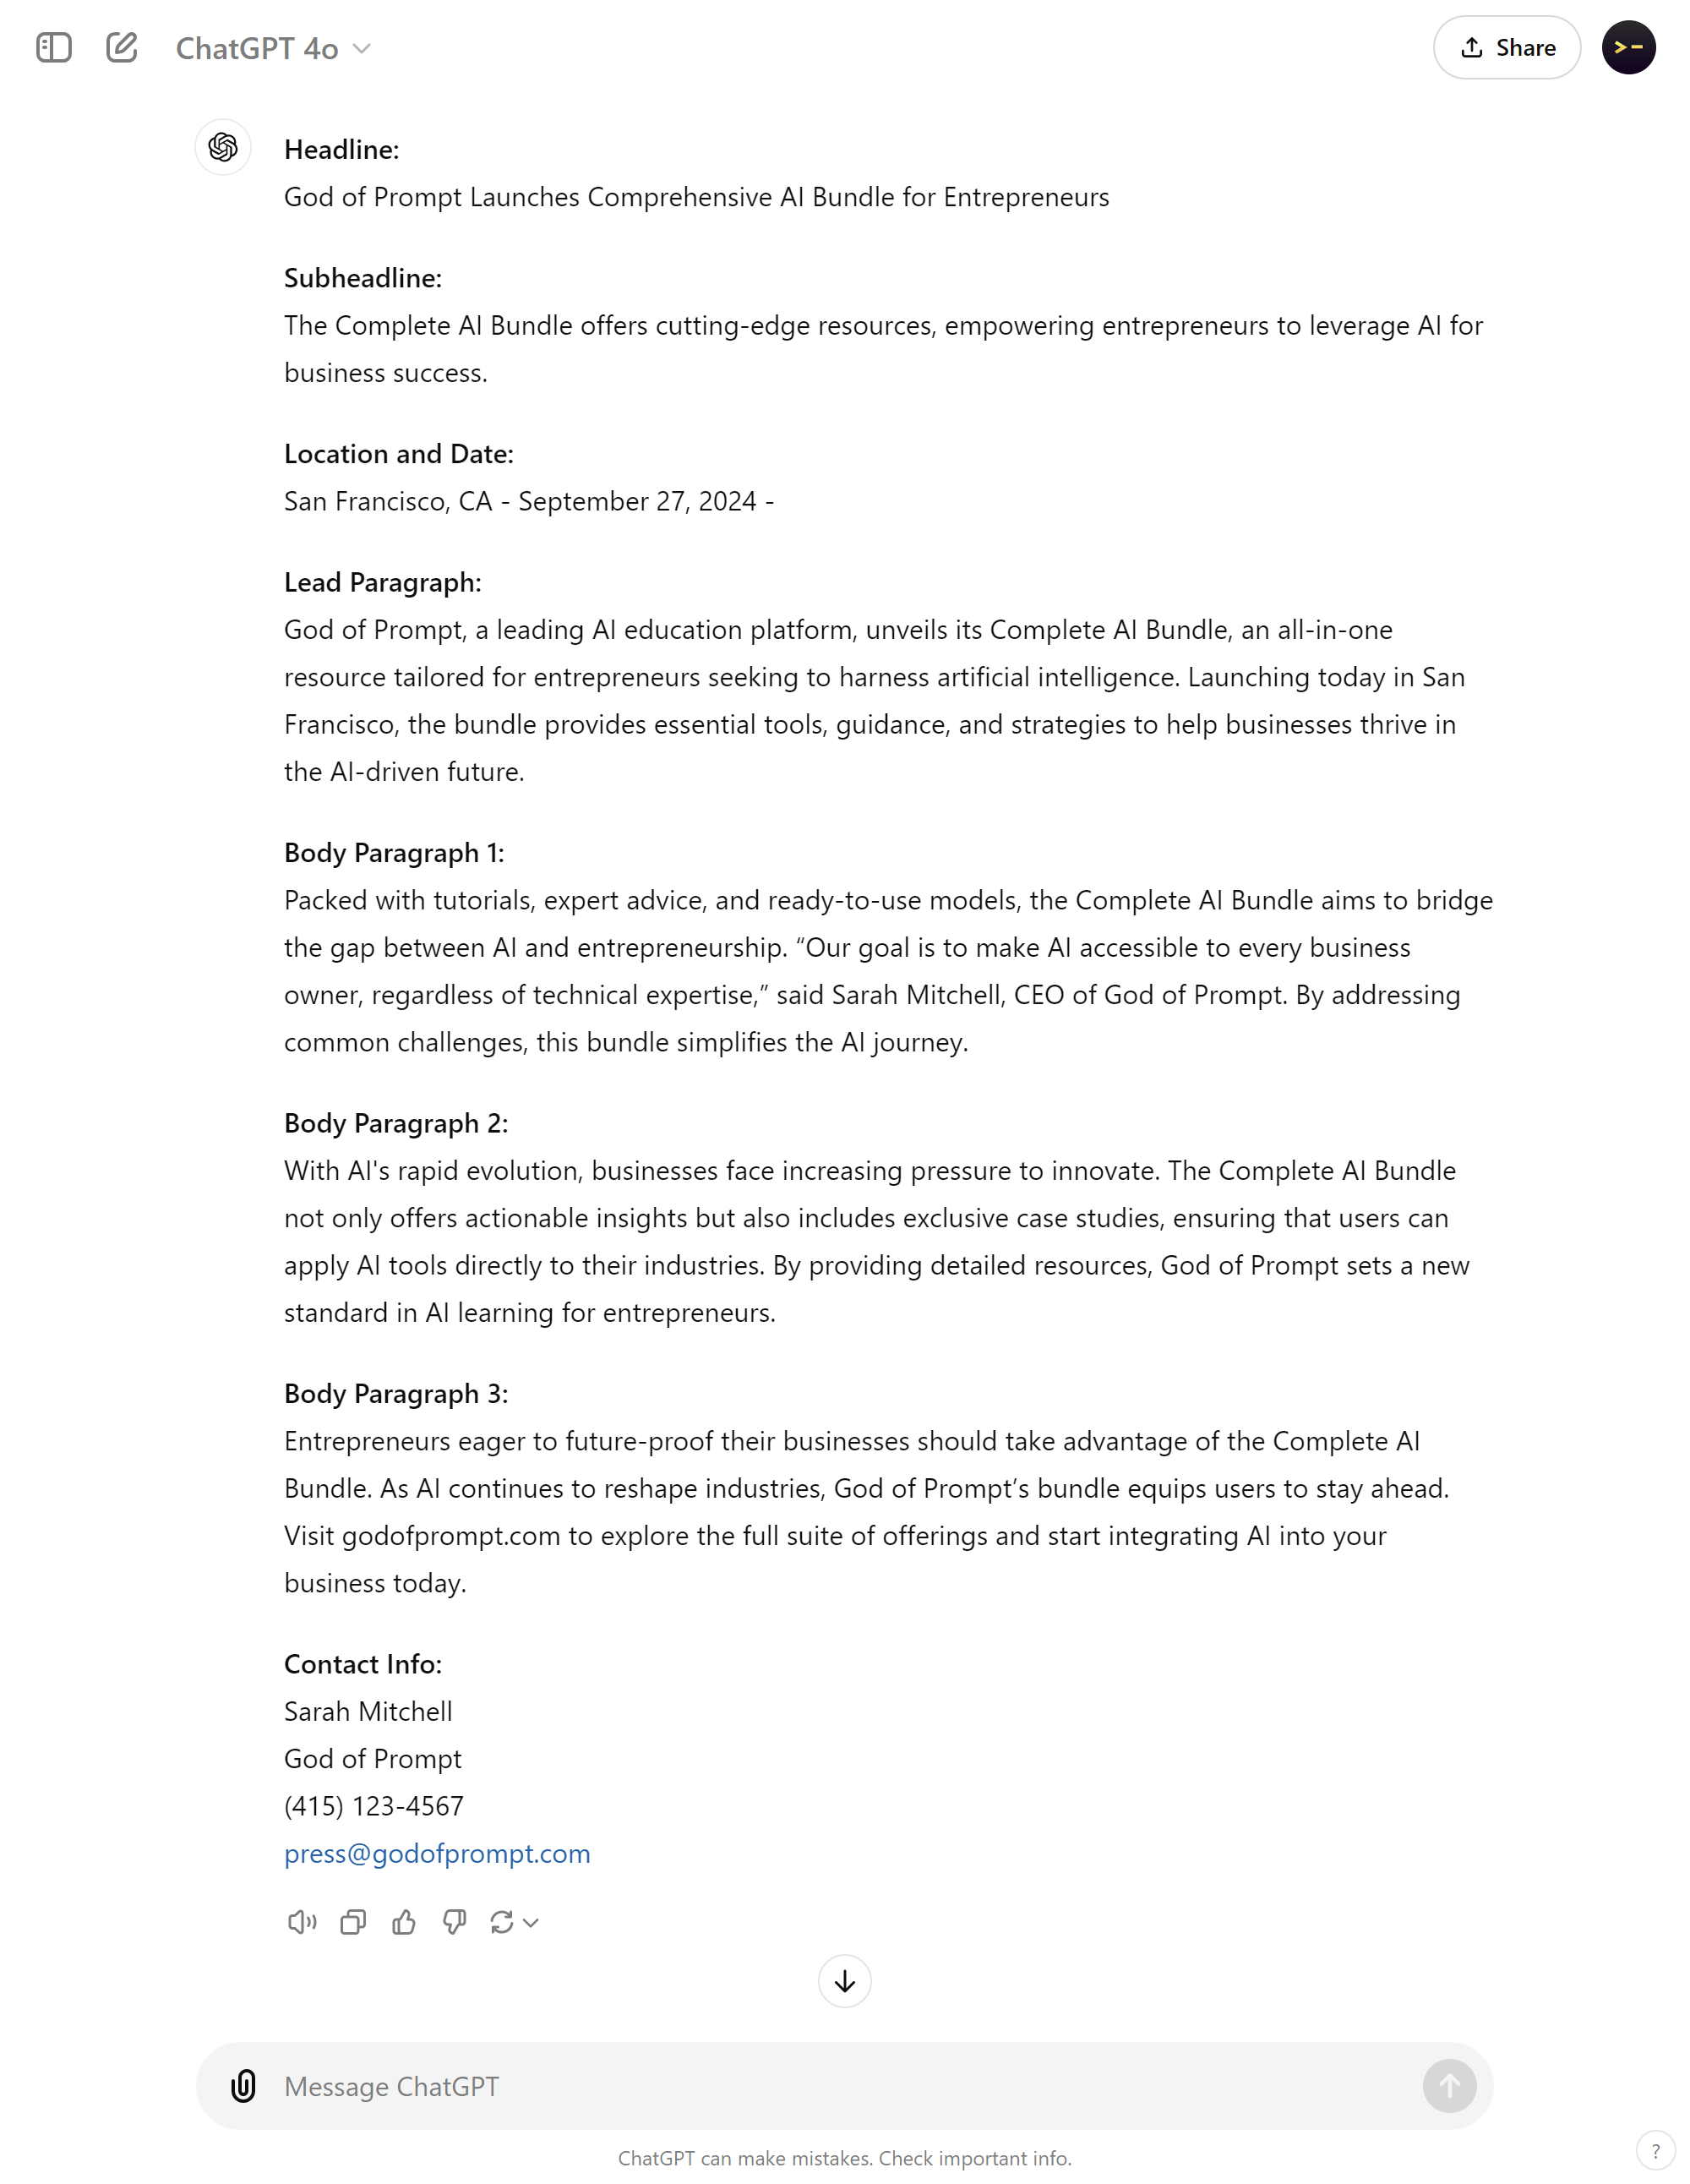 ChatGPT 4o
Share
Headline:
God of Prompt Launches Comprehensive AI Bundle for Entrepreneurs
Subheadline:
The Complete AI Bundle offers cutting-edge resources, empowering entrepreneurs to leverage AI for
business success.
Location and Date:
San Francisco, CA - September 27, 2024 -
Lead Paragraph:
God of Prompt, a leading AI education platform, unveils its Complete AI Bundle, an all-in-one
resource tailored for entrepreneurs seeking to harness artificial intelligence. Launching today in San
Francisco, the bundle provides essential tools, guidance, and strategies to help businesses thrive in
the AI-driven future.
Body Paragraph 1:
Packed with tutorials, expert advice, and ready-to-use models, the Complete AI Bundle aims to bridge
the gap between AI and entrepreneurship. “Our goal is to make AI accessible to every business
owner, regardless of technical expertise,” said Sarah Mitchell, CEO of God of Prompt. By addressing
common challenges, this bundle simplifies the AI journey.
Body Paragraph 2:
With AI's rapid evolution, businesses face increasing pressure to innovate. The Complete AI Bundle
not only offers actionable insights but also includes exclusive case studies, ensuring that users can
apply AI tools directly to their industries. By providing detailed resources, God of Prompt sets a new
standard in AI learning for entrepreneurs.
Body Paragraph 3:
Entrepreneurs eager to future-proof their businesses should take advantage of the Complete AI
Bundle. As AI continues to reshape industries, God of Prompt’s bundle equips users to stay ahead.
Visit godofprompt.com to explore the full suite of offerings and start integrating AI into your
business today.
Contact Info:
Sarah Mitchell
God of Prompt
(415) 123-4567
press@godofprompt.com
Message ChatGPT
ChatGPT can make mistakes. Check important info.
?